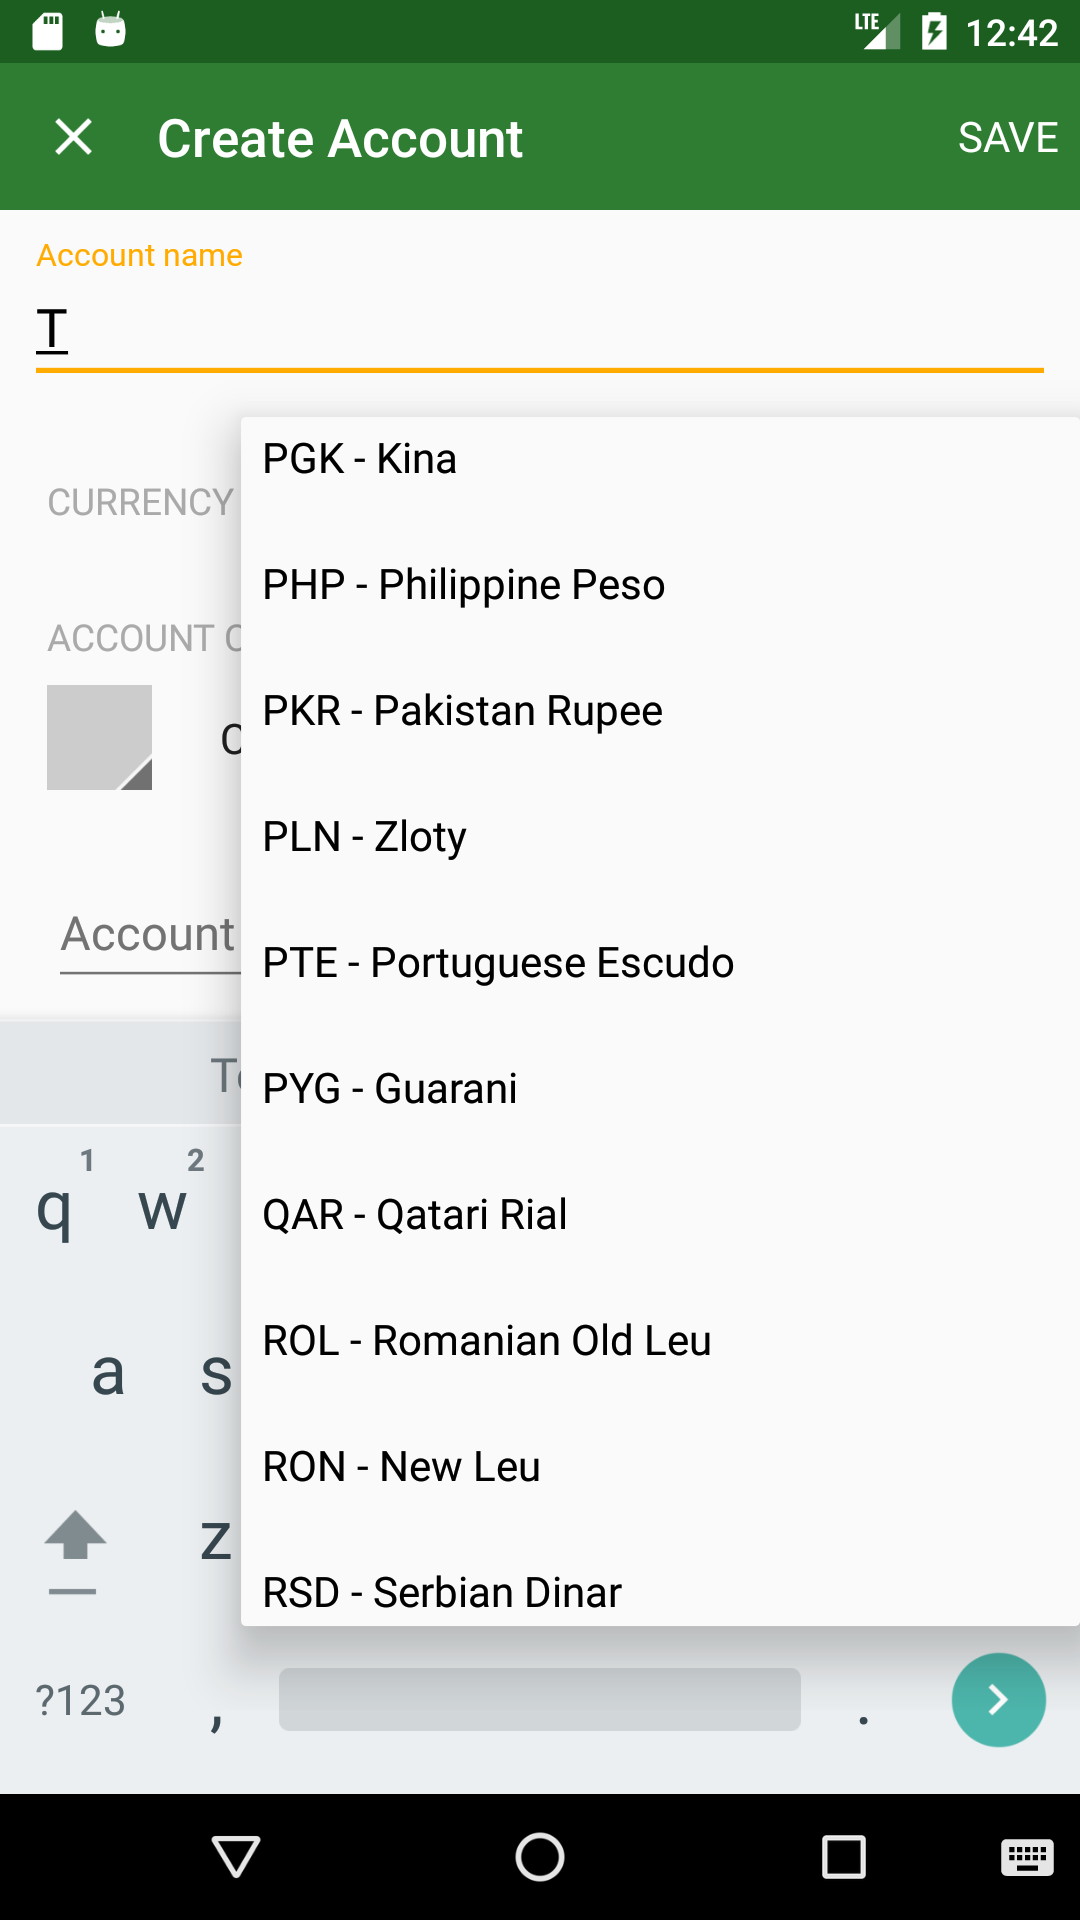 LTE 12:42
Create Account SAVE
Account name
T
PGK - Kina
CURRENCY
PHP - Philippine Peso
ACCOUNT
PKR - Pakistan Rupee
PLN - Zloty
Account
PTE - Portuguese Escudo
PYG - Guarani
1 2
q w
QAR - Qatari Rial
ROL - Romanian Old Leu
a s
RON - New Leu
z
RSD - Serbian Dinar
?123 , .